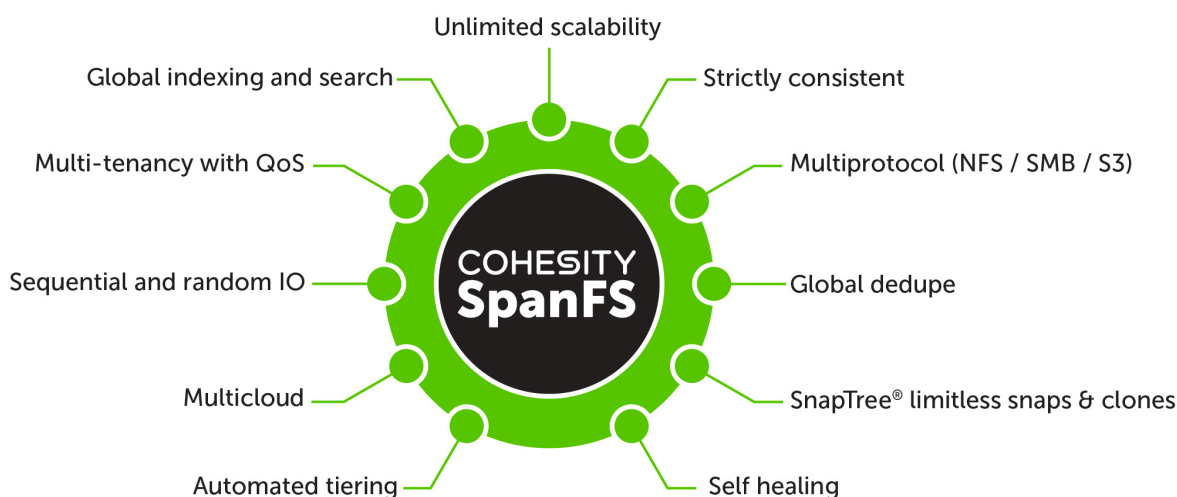 Unlimited scalability
Global indexing and search
Strictly consistent
Multi-tenancy with QoS
Multiprotocol (NFS / SMB / S3)
COHESITY
SpanFS
Sequential and random IO
Global dedupe
Multicloud
SnapTree® limitless snaps & clones
Automated tiering
Self healing